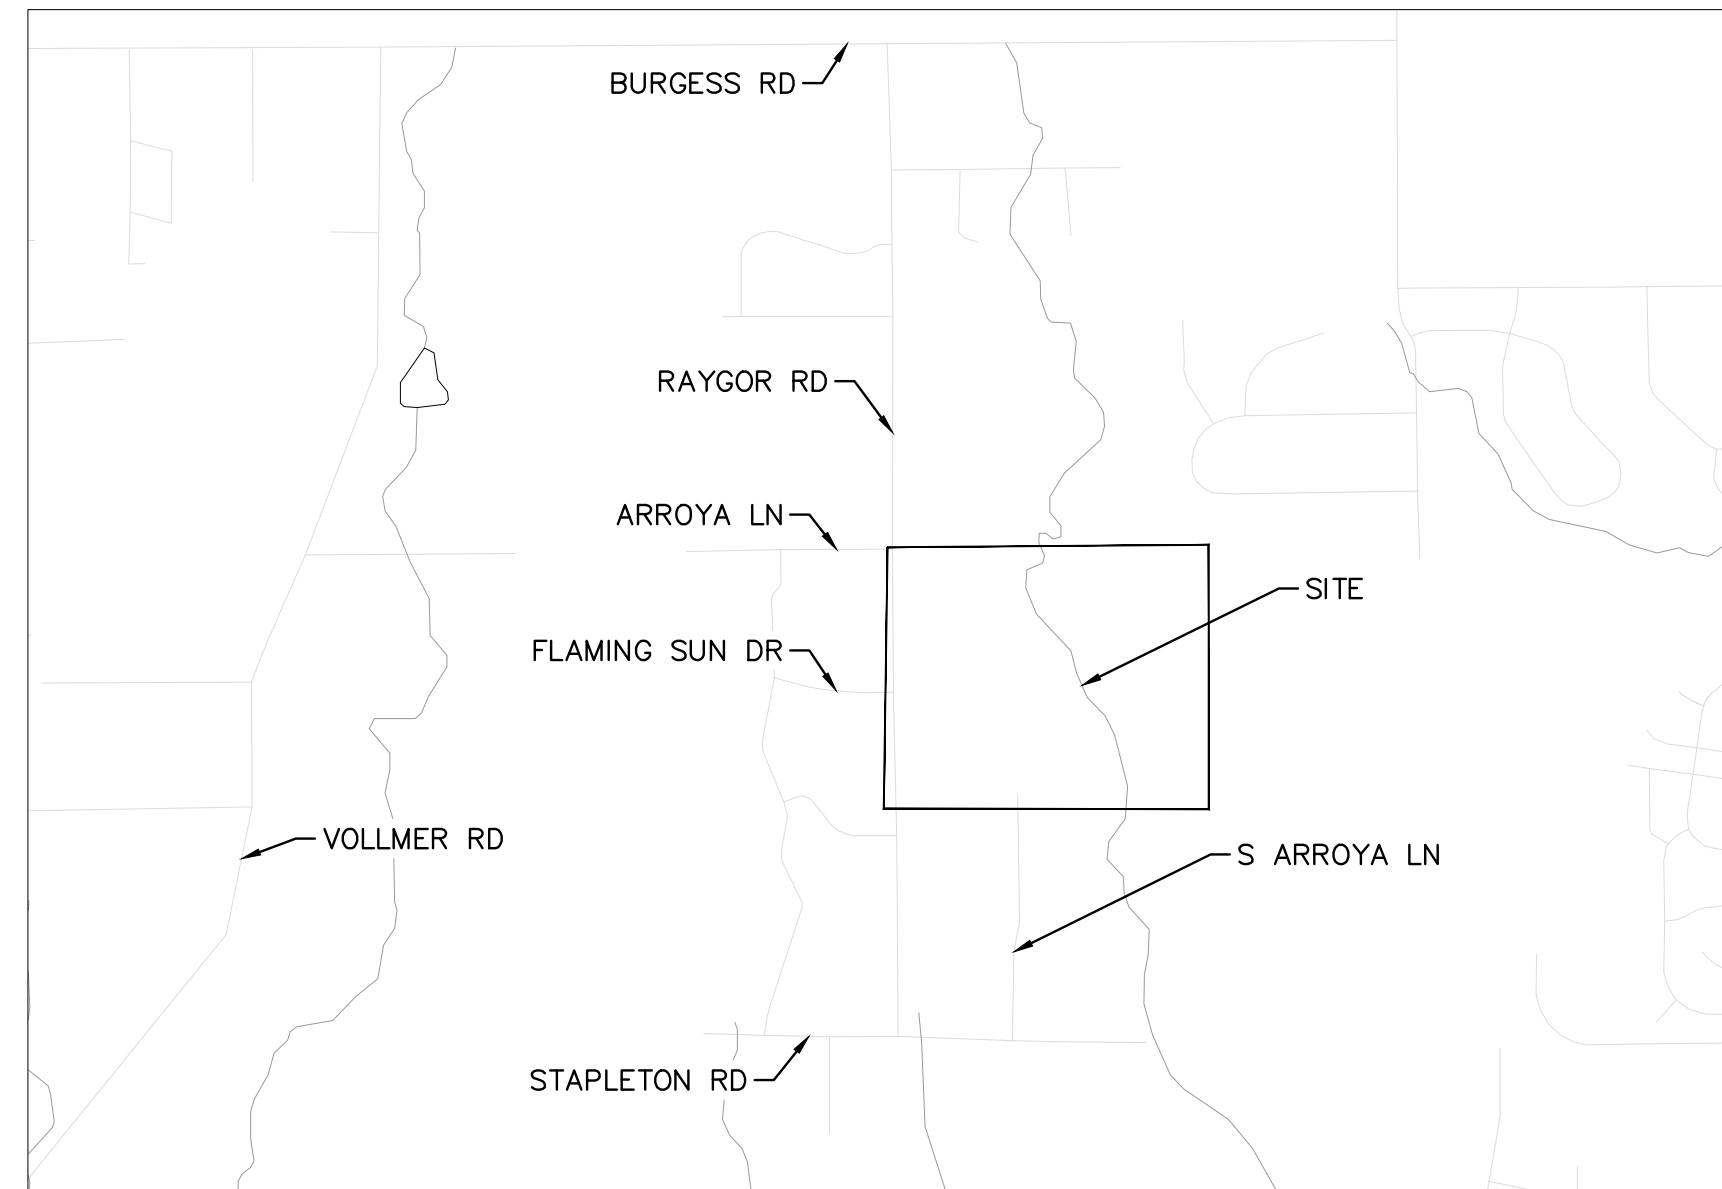 BURGESS RD
RAYGOR RD
ARROYA LN
SITE
FLAMING SUN DR
VOLLMER RD
S ARROYA LN
STAPLETON RD